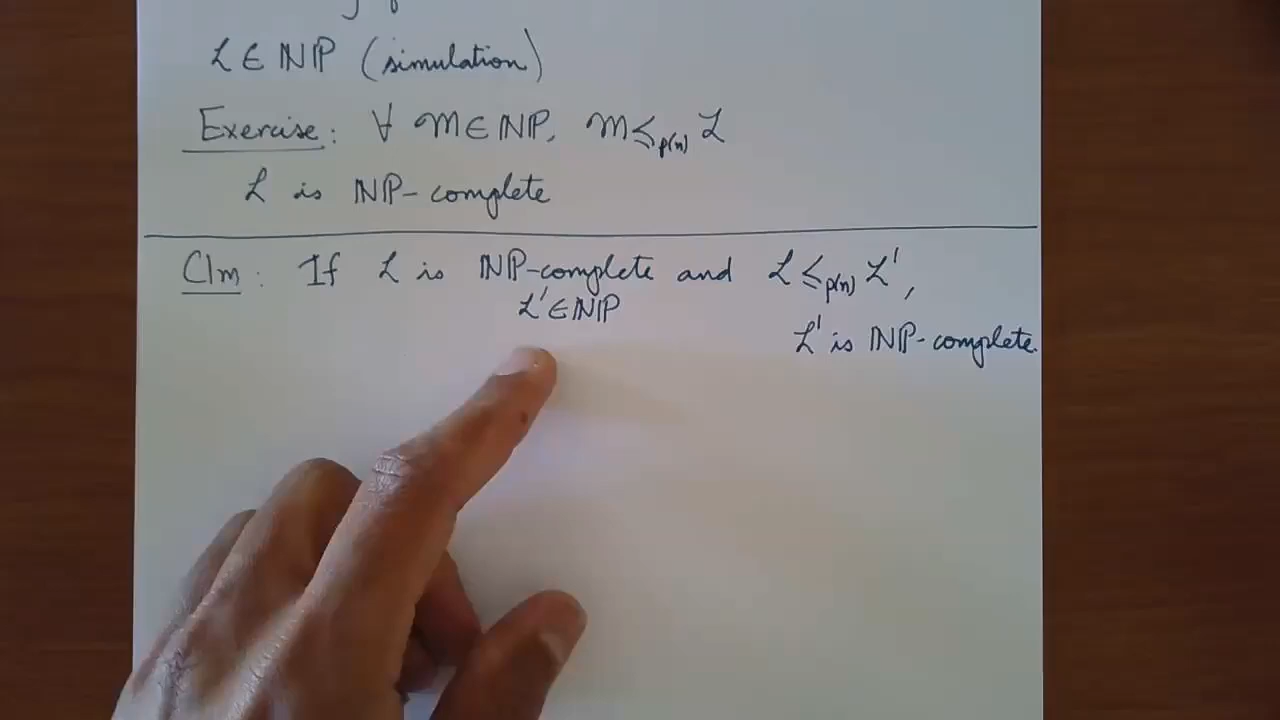 L ∈ NP (simulation)
Exercise: ∀ M ∈ NP, M ≤p(n) L
L is NP-complete
Clm: If L is NP-complete and L ≤p(n) L',
L' ∈ NP
L' is NP-complete.